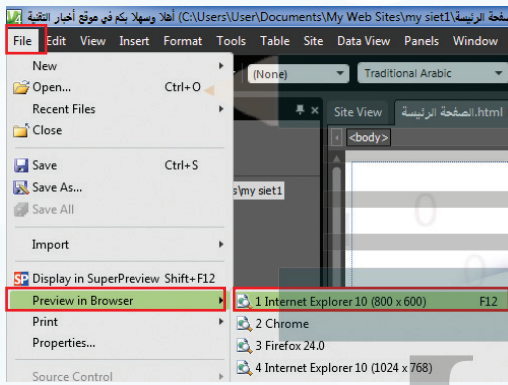 أهلا وسهلا بكم في موقع أخبار التقنية (C:\Users\User\Documents\My Web Sites\my siet1\الصفحة الرئيسة
File Edit View Insert Format Tools Table Site Data View Panels Window
New
(None) Traditional Arabic
Open... Ctrl+O
Recent Files
Site View الصفحة الرئيسة.html
Close
<body>
Save Ctrl+S
Save As...
s\my siet1
Save All
Import
Display in SuperPreview Shift+F12
Preview in Browser
1 Internet Explorer 10 (800 x 600) F12
Print
2 Chrome
Properties...
3 Firefox 24.0
4 Internet Explorer 10 (1024 x 768)
Source Control